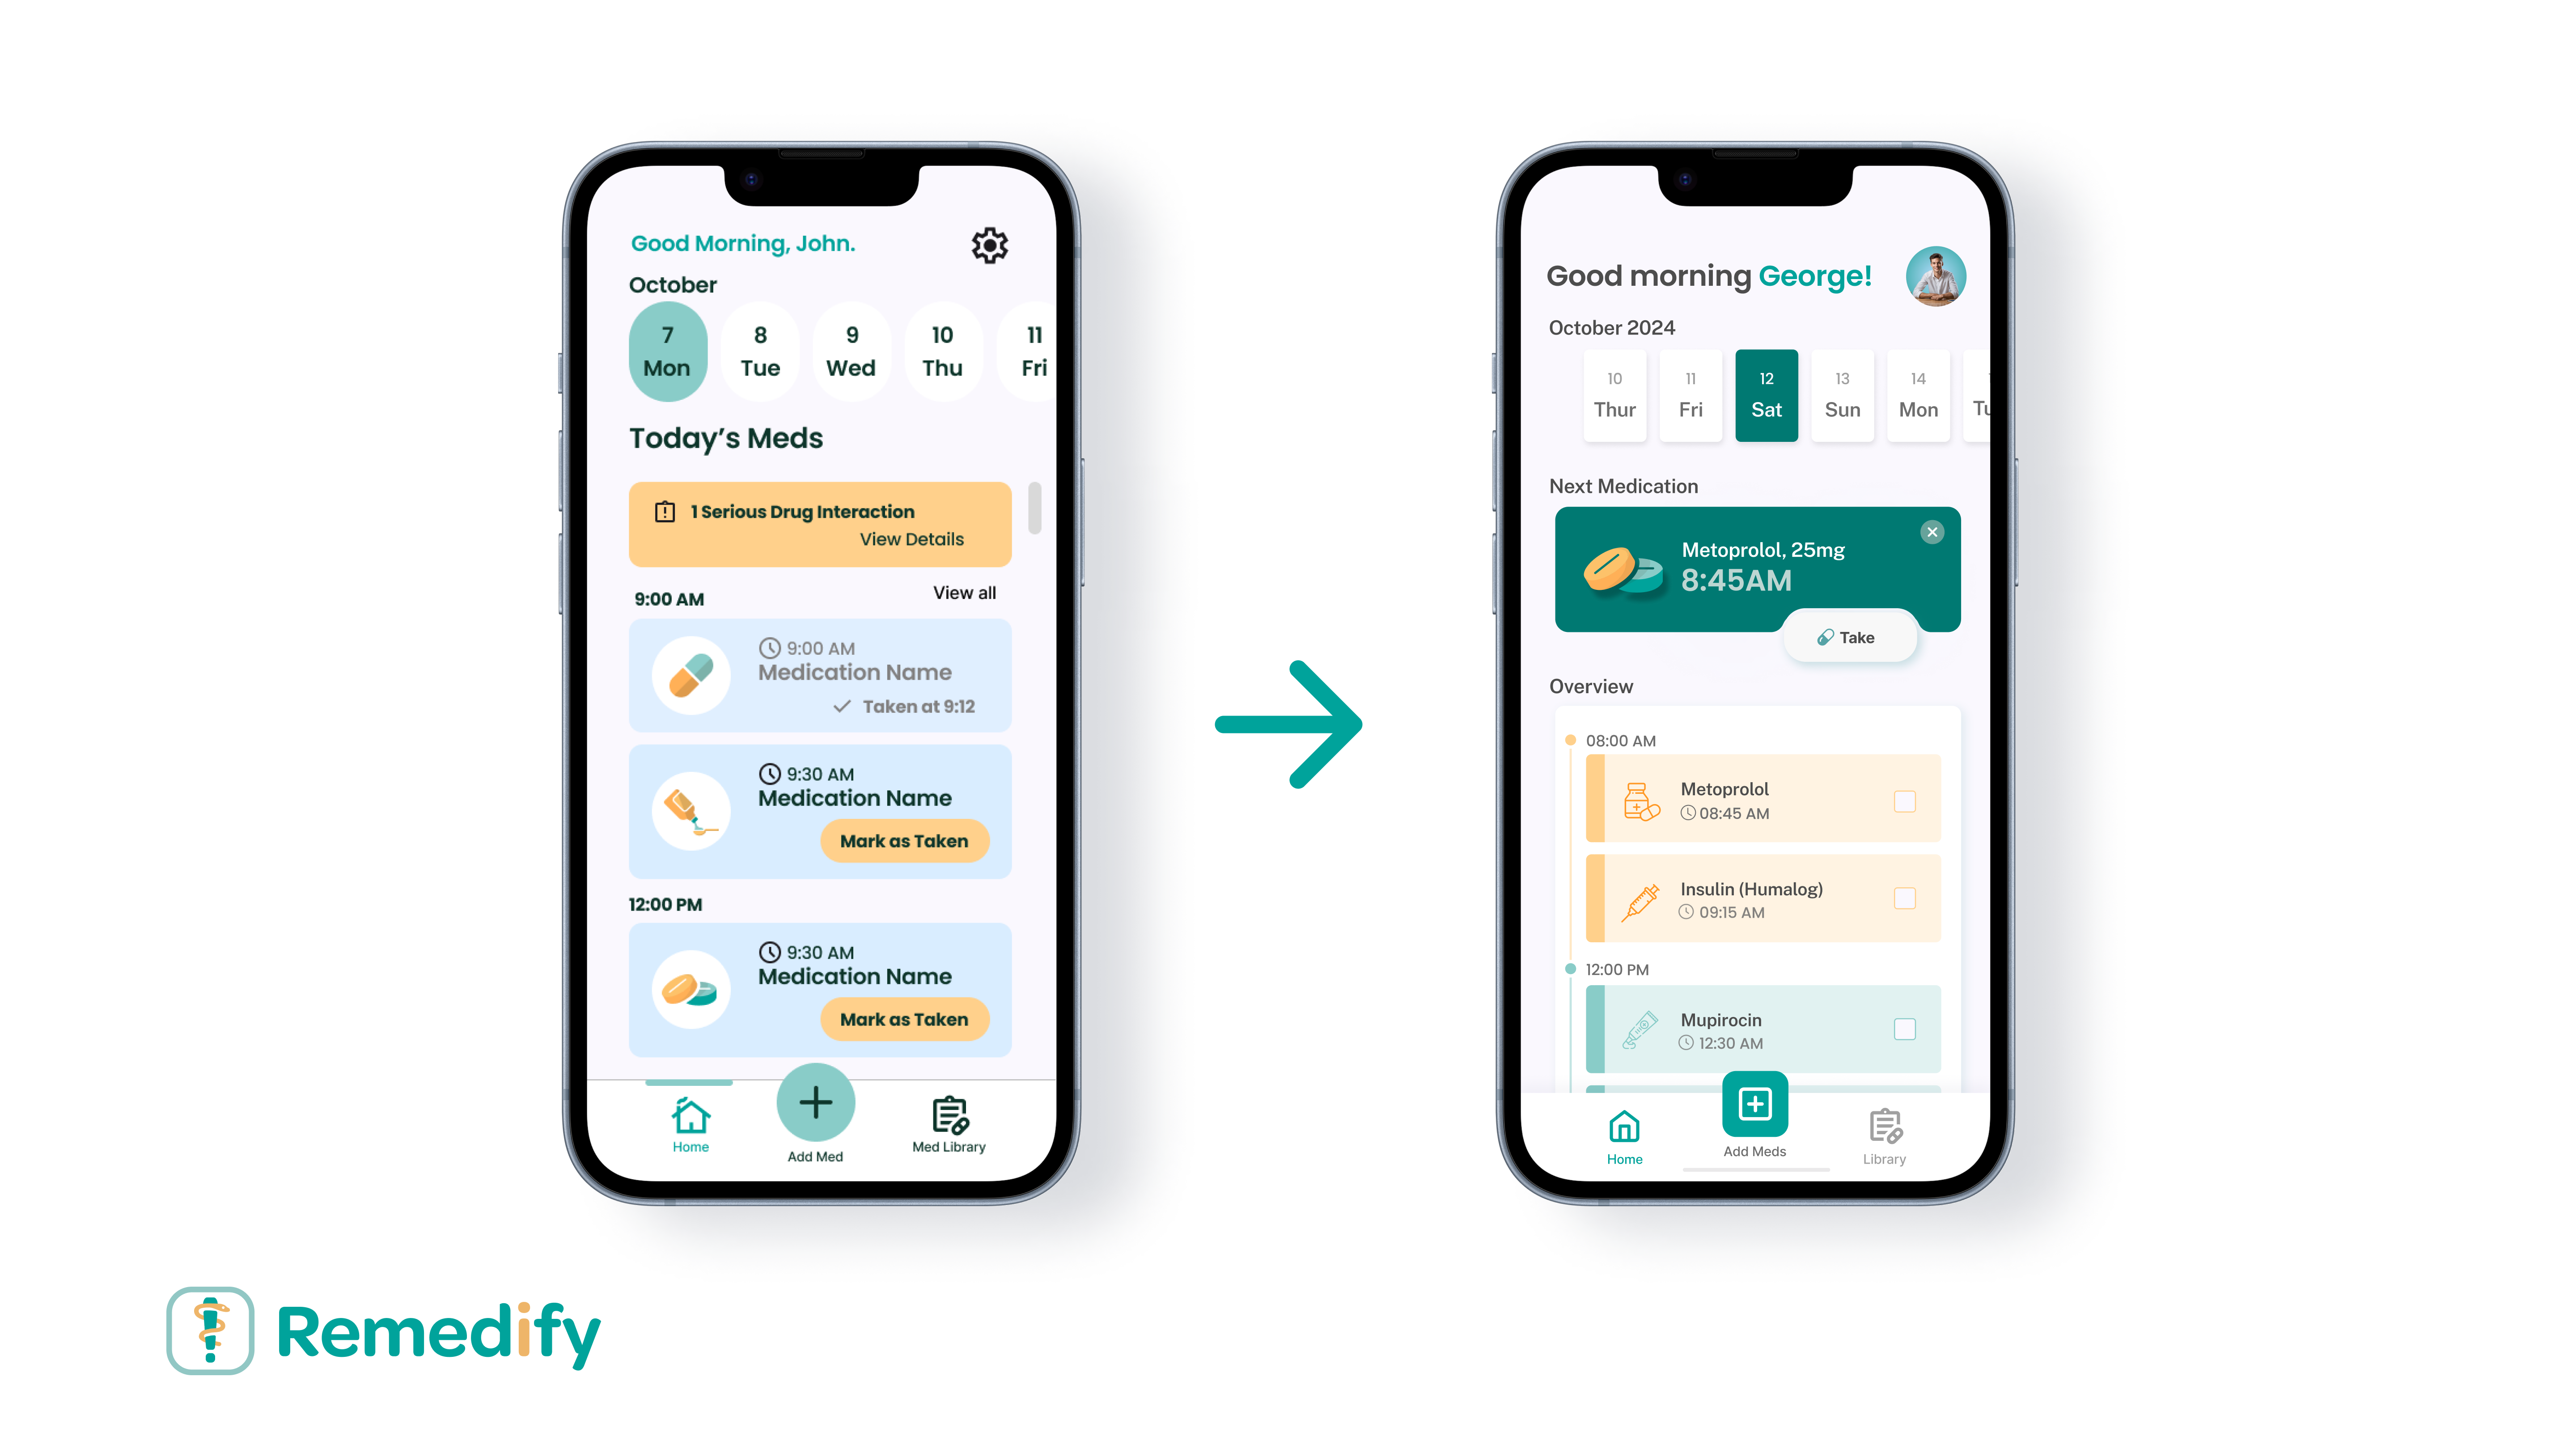 Good Morning, John.
October
7 8 9 10 11
Mon Tue Wed Thu Fri
Today's Meds
1 Serious Drug Interaction
View Details
9:00 AM View all
9:00 AM
Medication Name
Taken at 9:12
9:30 AM
Medication Name
Mark as Taken
12:00 PM
9:30 AM
Medication Name
Mark as Taken
Home Add Med Med Library
Good morning George!
October 2024
10 11 12 13 14
Thur Fri Sat Sun Mon Tu
Next Medication
Metoprolol, 25mg
8:45AM
Take
Overview
08:00 AM
Metoprolol
08:45 AM
Insulin (Humalog)
09:15 AM
12:00 PM
Mupirocin
12:30 AM
Home Add Meds Library
Remedify